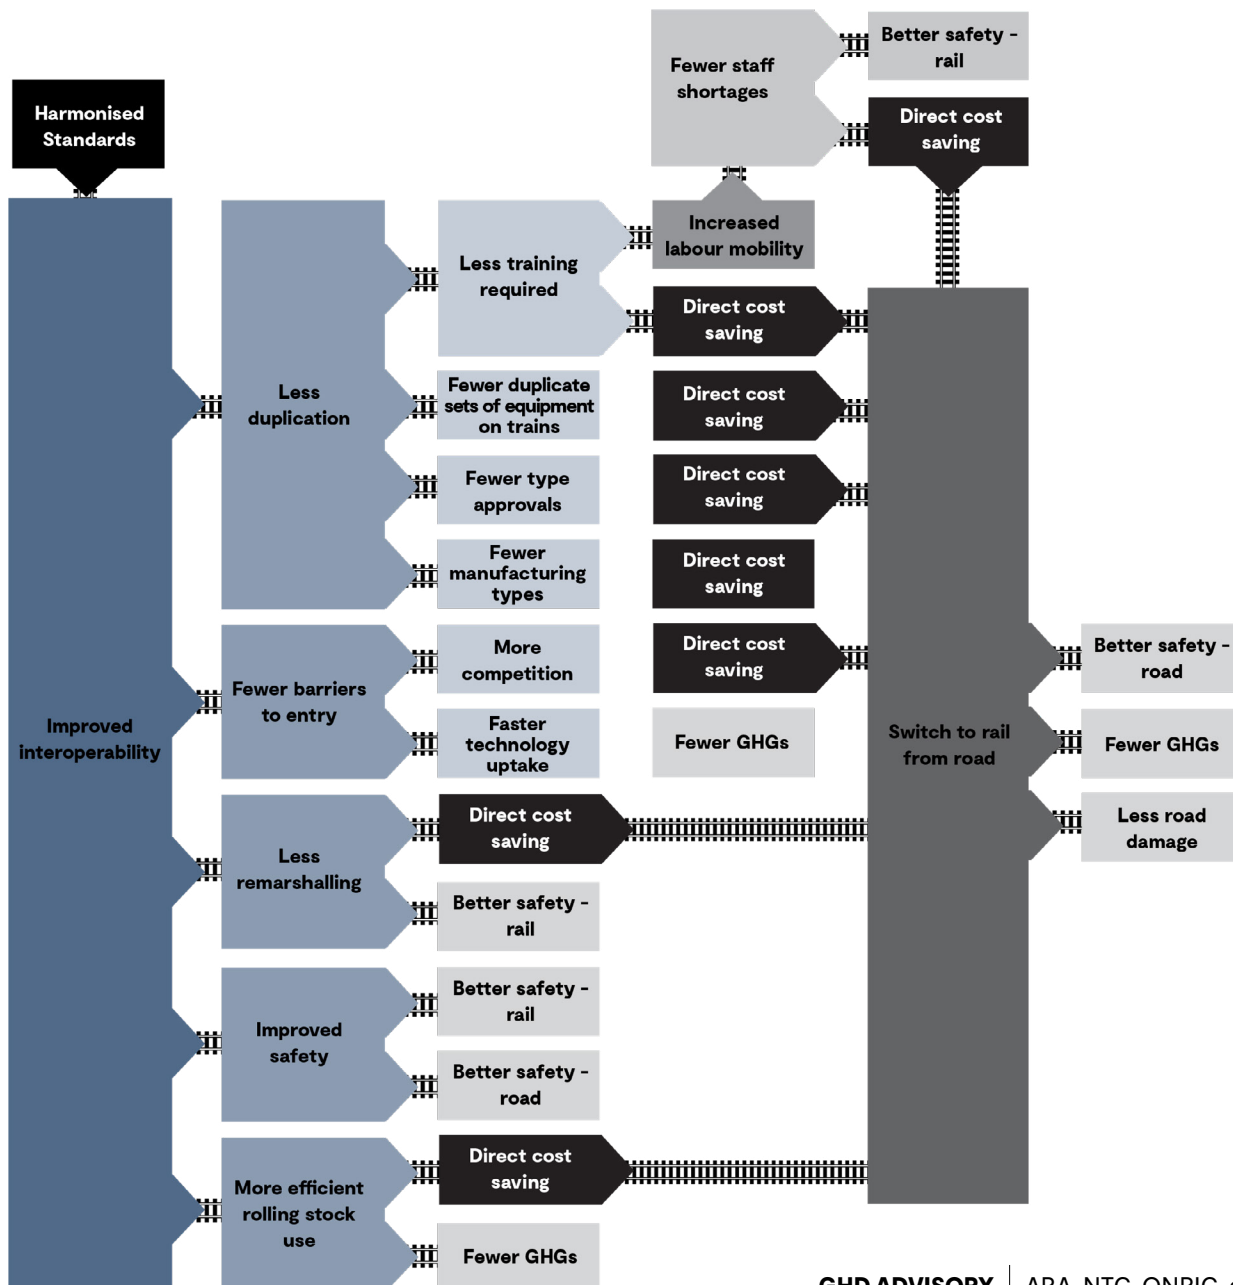 Harmonised
Standards
Fewer staff
shortages
Better safety -
rail
Direct cost
saving
Increased
labour mobility
Less training
required
Direct cost
saving
Less
duplication
Fewer duplicate
sets of equipment
on trains
Direct cost
saving
Fewer type
approvals
Direct cost
saving
Fewer
manufacturing
types
Direct cost
saving
Improved
interoperability
Fewer barriers
to entry
More
competition
Direct cost
saving
Faster
technology
uptake
Fewer GHGs
Switch to rail
from road
Better safety -
road
Fewer GHGs
Less road
damage
Less
remarshalling
Direct cost
saving
Better safety -
rail
Improved
safety
Better safety -
rail
Better safety -
road
More efficient
rolling stock
use
Direct cost
saving
Fewer GHGs